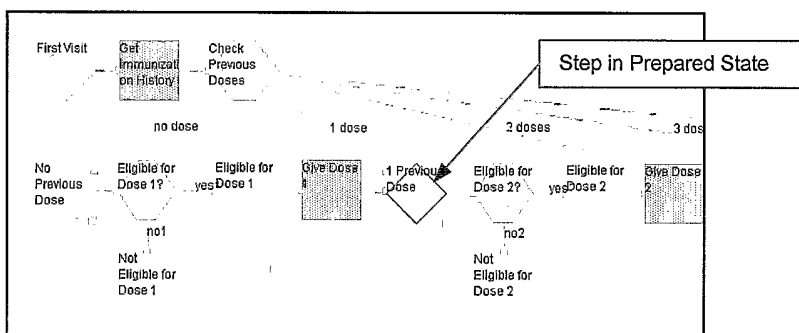 First Visit
Get
Immunizati
on History
Check
Previous
Doses
Step in Prepared State
no dose
1 dose
2 doses
3 dos
No
Previous
Dose
Eligible for
Dose 1?
yes
Eligible for
Dose 1
Give Dose
1
1 Previous
Dose
Eligible for
Dose 2?
yes
Eligible for
Dose 2
Give Dose
2
no1
no2
Not
Eligible for
Dose 1
Not
Eligible for
Dose 2